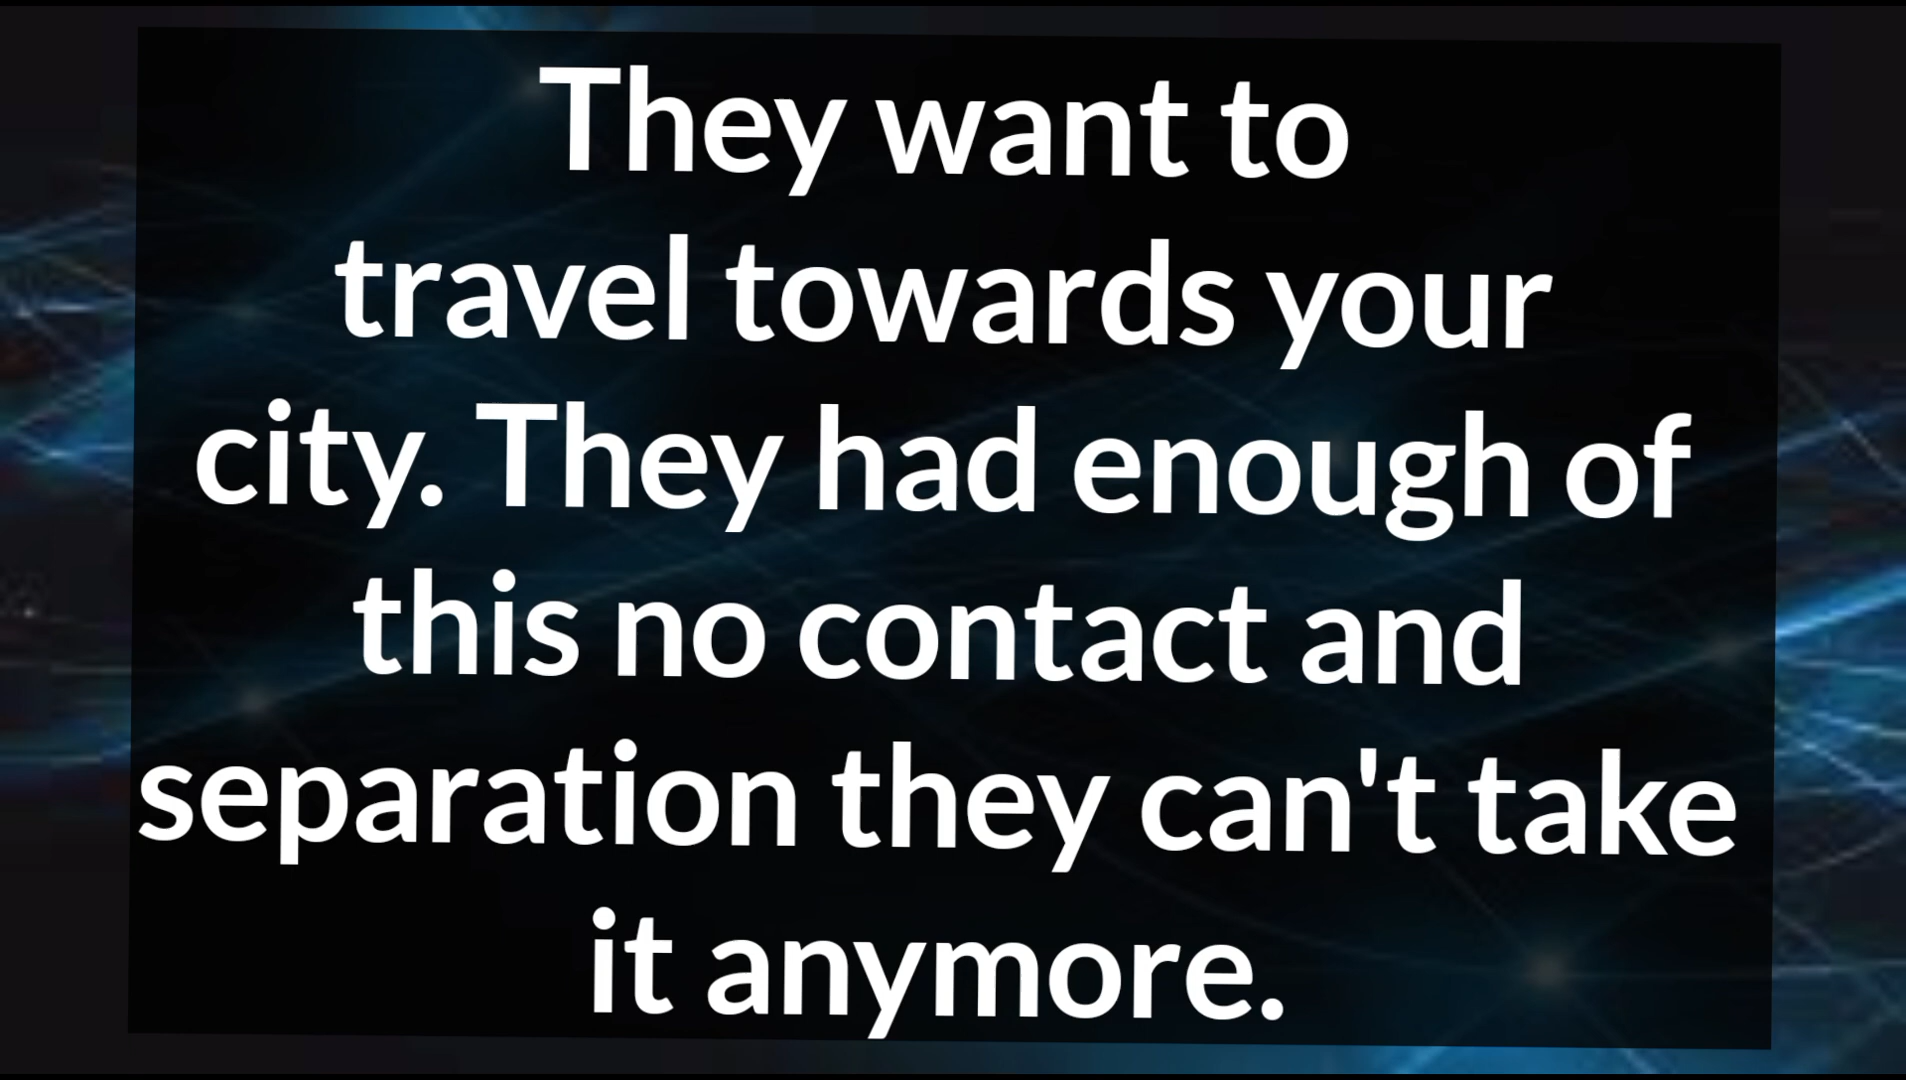 They want to
travel towards your
city. They had enough of
this no contact and
separation they can't take
it anymore.